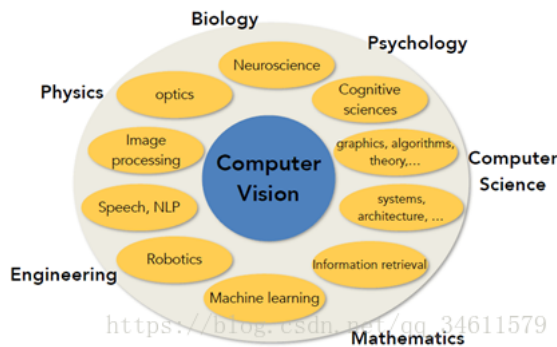 Biology
Psychology
Neuroscience
Physics
optics
Cognitive
sciences
Image
processing
graphics, algorithms,
theory,...
Computer
Vision
Computer
Science
Speech, NLP
systems,
architecture, ...
Robotics
Information retrieval
Engineering
Machine learning
https://blog.csdn.net/qq_34611579
Mathematics